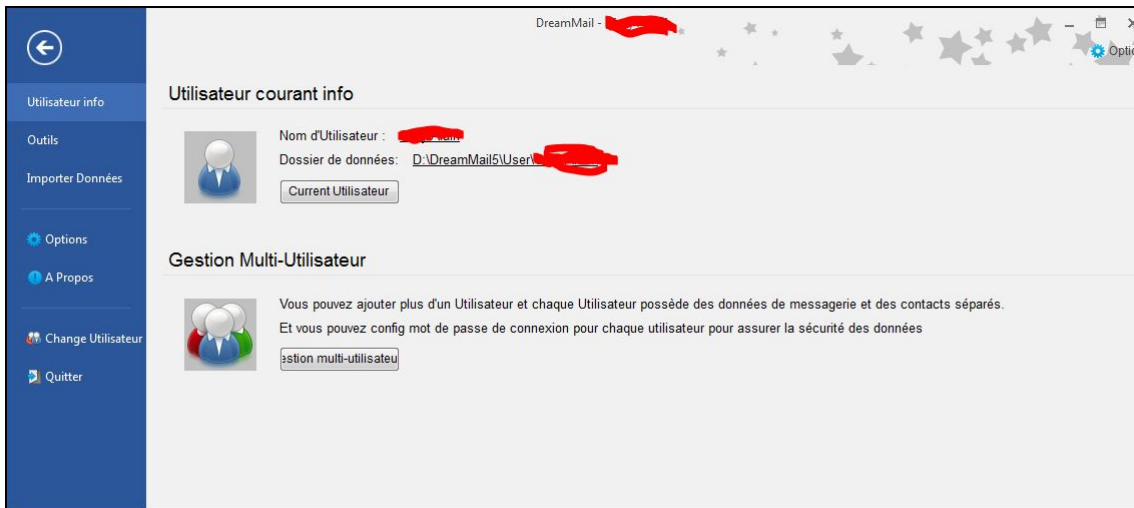 DreamMail -
Optio
Utilisateur info
Outils
Importer Données
Options
A Propos
Change Utilisateur
Quitter
Utilisateur courant info
Nom d'Utilisateur :
Dossier de données: D:\DreamMail5\User\
Current Utilisateur
Gestion Multi-Utilisateur
Vous pouvez ajouter plus d'un Utilisateur et chaque Utilisateur possède des données de messagerie et des contacts séparés.
Et vous pouvez config mot de passe de connexion pour chaque utilisateur pour assurer la sécurité des données
estion multi-utilisateu